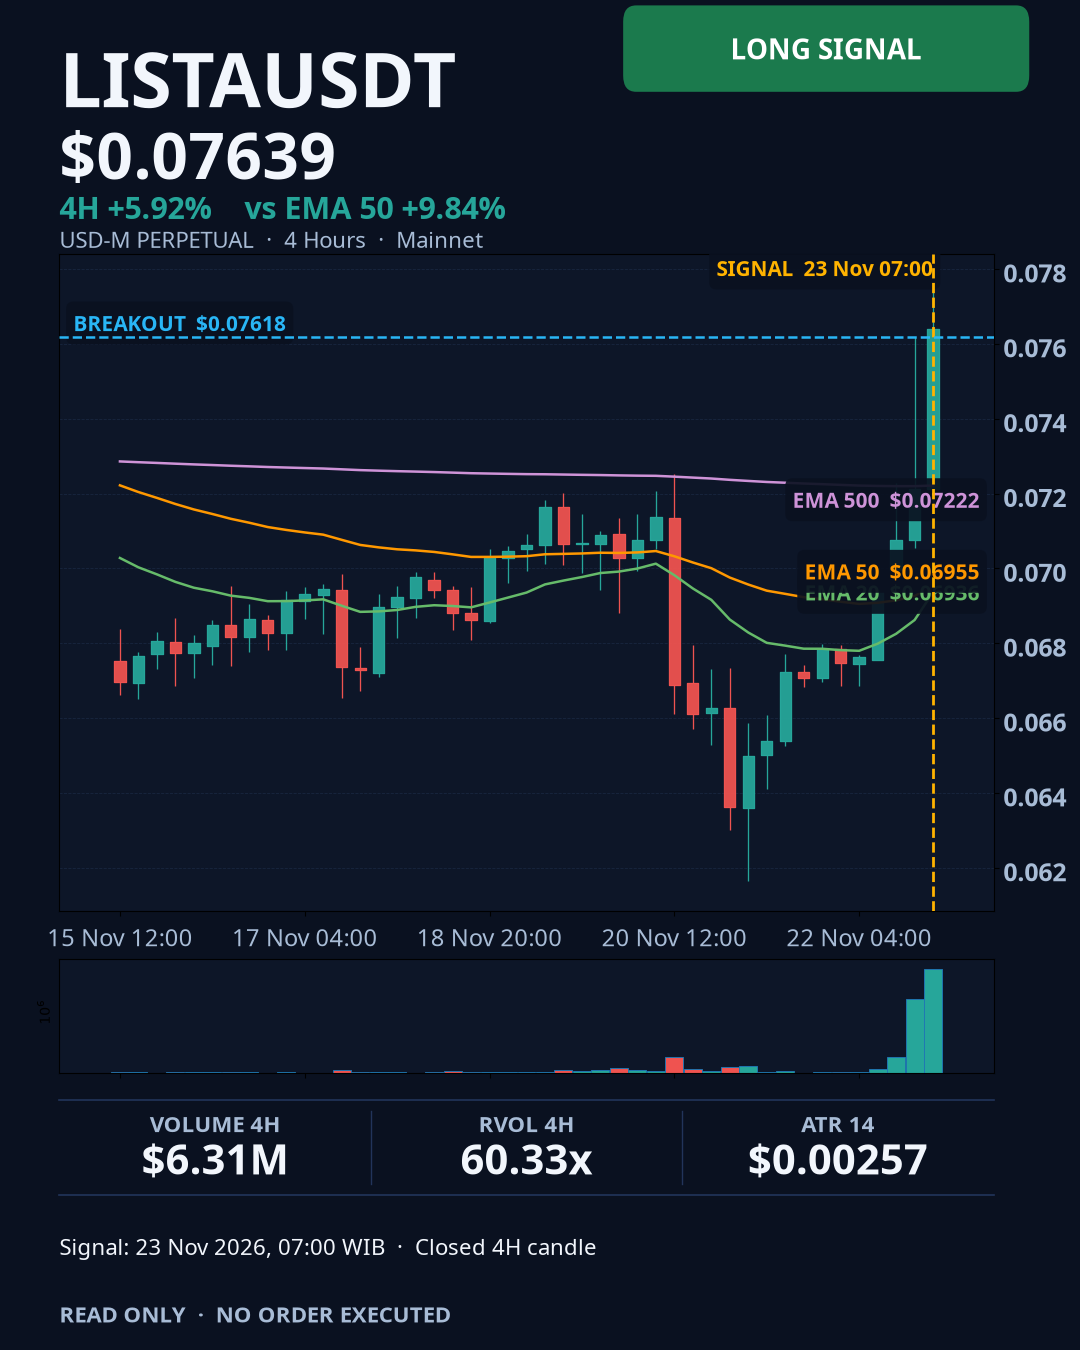 LONG SIGNAL
LISTAUSDT
$0.07639
4H +5.92% vs EMA 50 +9.84%
USD-M PERPETUAL · 4 Hours · Mainnet
SIGNAL 23 Nov 07:00
BREAKOUT $0.07618
EMA 500 $0.07222
EMA 50 $0.06955
EMA 20 $0.06936
0.078
0.076
0.074
0.072
0.070
0.068
0.066
0.064
0.062
15 Nov 12:00 17 Nov 04:00 18 Nov 20:00 20 Nov 12:00 22 Nov 04:00
10⁶
VOLUME 4H RVOL 4H ATR 14
$6.31M 60.33x $0.00257
Signal: 23 Nov 2026, 07:00 WIB · Closed 4H candle
READ ONLY · NO ORDER EXECUTED